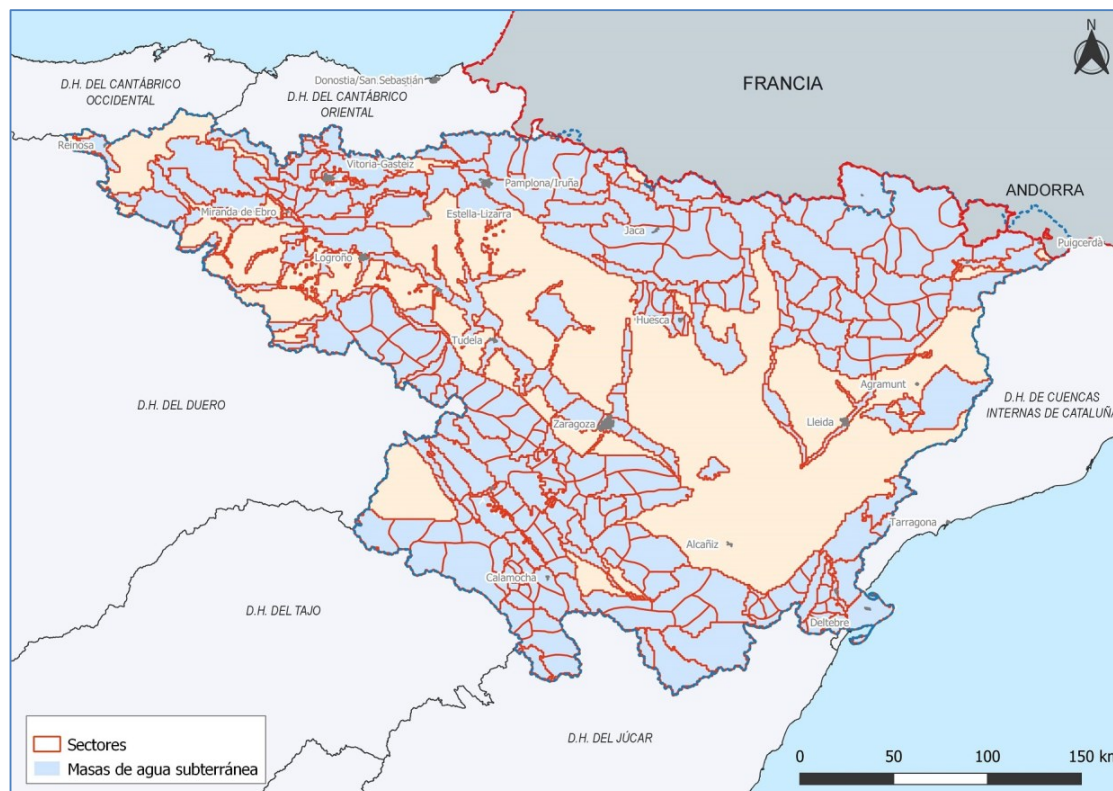 N
FRANCIA
D.H. DEL CANTÁBRICO
OCCIDENTAL
Donostia/San Sebastián
D.H. DEL CANTÁBRICO
ORIENTAL
Reinosa
Vitoria-Gasteiz
Pamplona/Iruña
ANDORRA
Miranda de Ebro
Estella-Lizarra
Jaca
Puigcerdà
Logroño
Huesca
Tudela
Agramunt
D.H. DEL DUERO
D.H. DE CUENCAS
INTERNAS DE CATALUÑA
Zaragoza
Lleida
Tarragona
Alcañiz
Calamocha
D.H. DEL TAJO
Deltebre
D.H. DEL JÚCAR
Sectores
Masas de agua subterránea
0 50 100 150 km